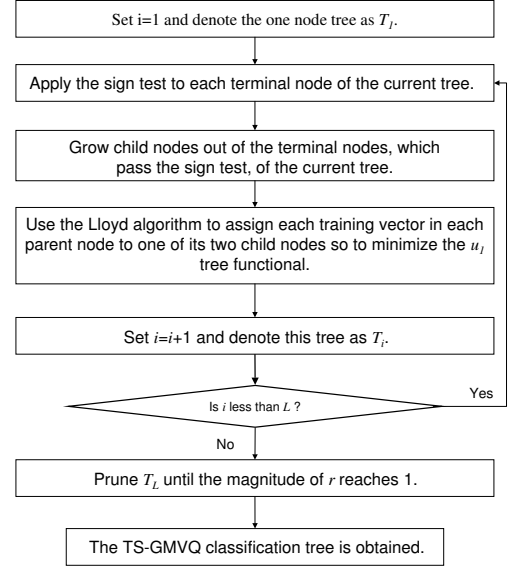 Set i=1 and denote the one node tree as T1.
Apply the sign test to each terminal node of the current tree.
Grow child nodes out of the terminal nodes, which
pass the sign test, of the current tree.
Use the Lloyd algorithm to assign each training vector in each
parent node to one of its two child nodes so to minimize the u1
tree functional.
Set i=i+1 and denote this tree as Ti.
Is i less than L ?
Yes
No
Prune TL until the magnitude of r reaches 1.
The TS-GMVQ classification tree is obtained.